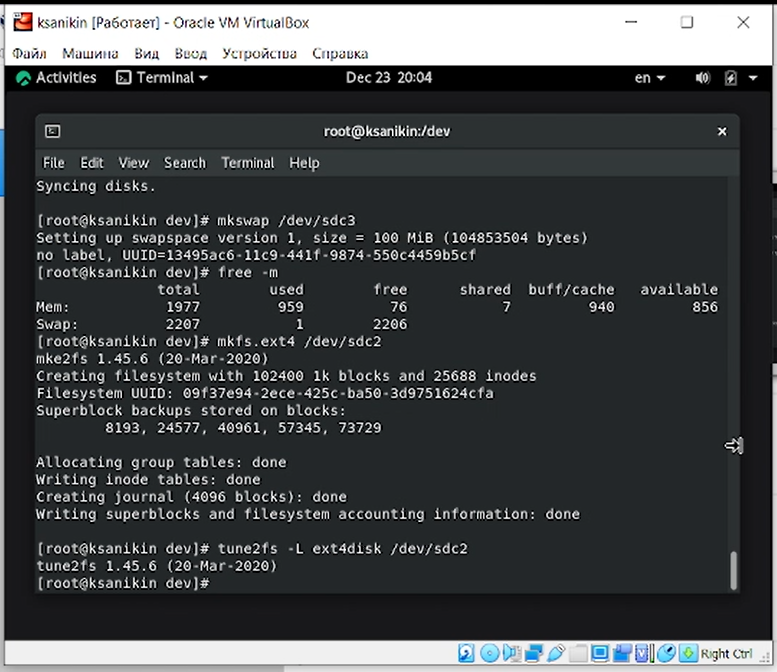 ksanikin [Работает] - Oracle VM VirtualBox
Файл Машина Вид Ввод Устройства Справка
Activities Terminal Dec 23 20:04 en
root@ksanikin:/dev
File Edit View Search Terminal Help
Syncing disks.
[root@ksanikin dev]# mkswap /dev/sdc3
Setting up swapspace version 1, size = 100 MiB (104853504 bytes)
no label, UUID=13495ac6-11c9-441f-9874-550c4459b5cf
[root@ksanikin dev]# free -m
total used free shared buff/cache available
Mem: 1977 959 76 7 940 856
Swap: 2207 1 2206
[root@ksanikin dev]# mkfs.ext4 /dev/sdc2
mke2fs 1.45.6 (20-Mar-2020)
Creating filesystem with 102400 1k blocks and 25688 inodes
Filesystem UUID: 09f37e94-2ece-425c-ba50-3d9751624cfa
Superblock backups stored on blocks:
8193, 24577, 40961, 57345, 73729
Allocating group tables: done
Writing inode tables: done
Creating journal (4096 blocks): done
Writing superblocks and filesystem accounting information: done
[root@ksanikin dev]# tune2fs -L ext4disk /dev/sdc2
tune2fs 1.45.6 (20-Mar-2020)
[root@ksanikin dev]#
Right Ctrl